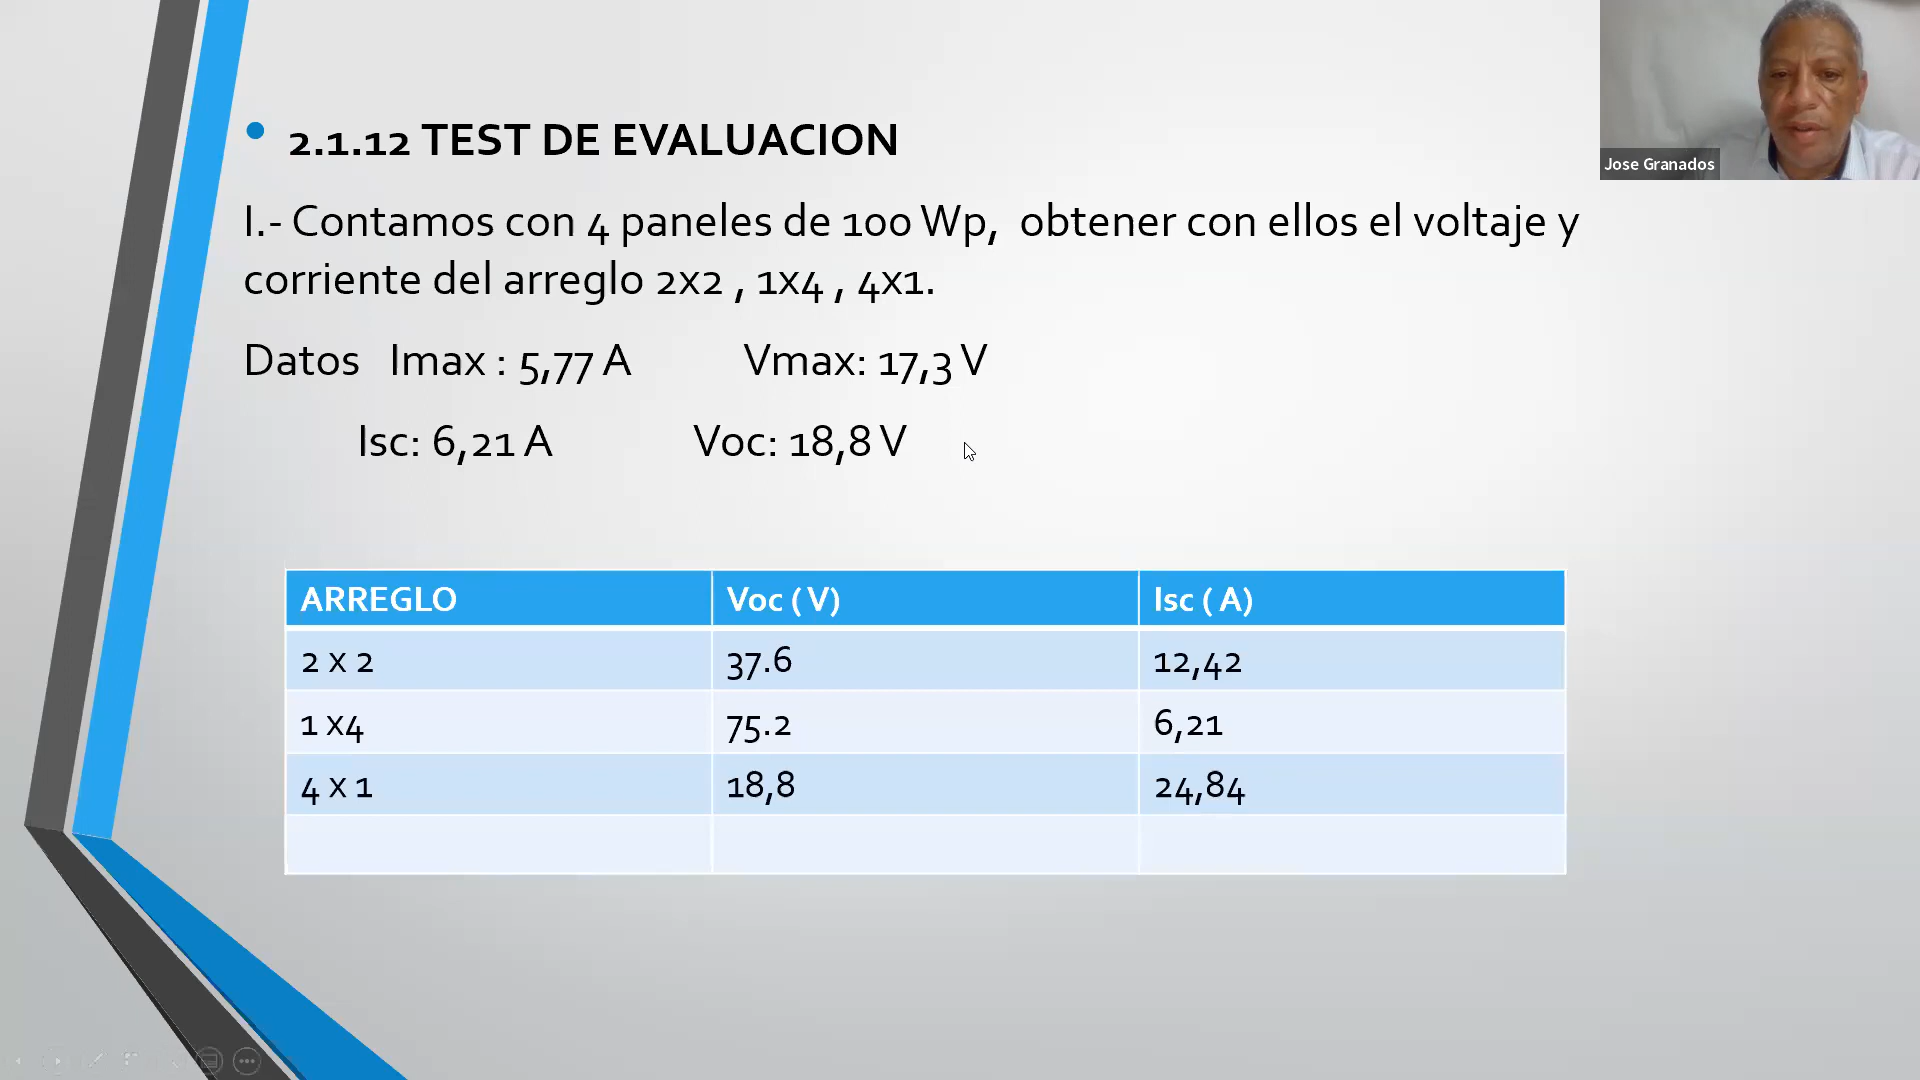 Jose Granados
• 2.1.12 TEST DE EVALUACION
I.- Contamos con 4 paneles de 100 Wp, obtener con ellos el voltaje y
corriente del arreglo 2x2 , 1x4 , 4x1.
Datos Imax : 5,77 A Vmax: 17,3 V
Isc: 6,21 A Voc: 18,8 V
ARREGLO Voc ( V) Isc ( A)
2 x 2 37.6 12,42
1 x4 75.2 6,21
4 x 1 18,8 24,84